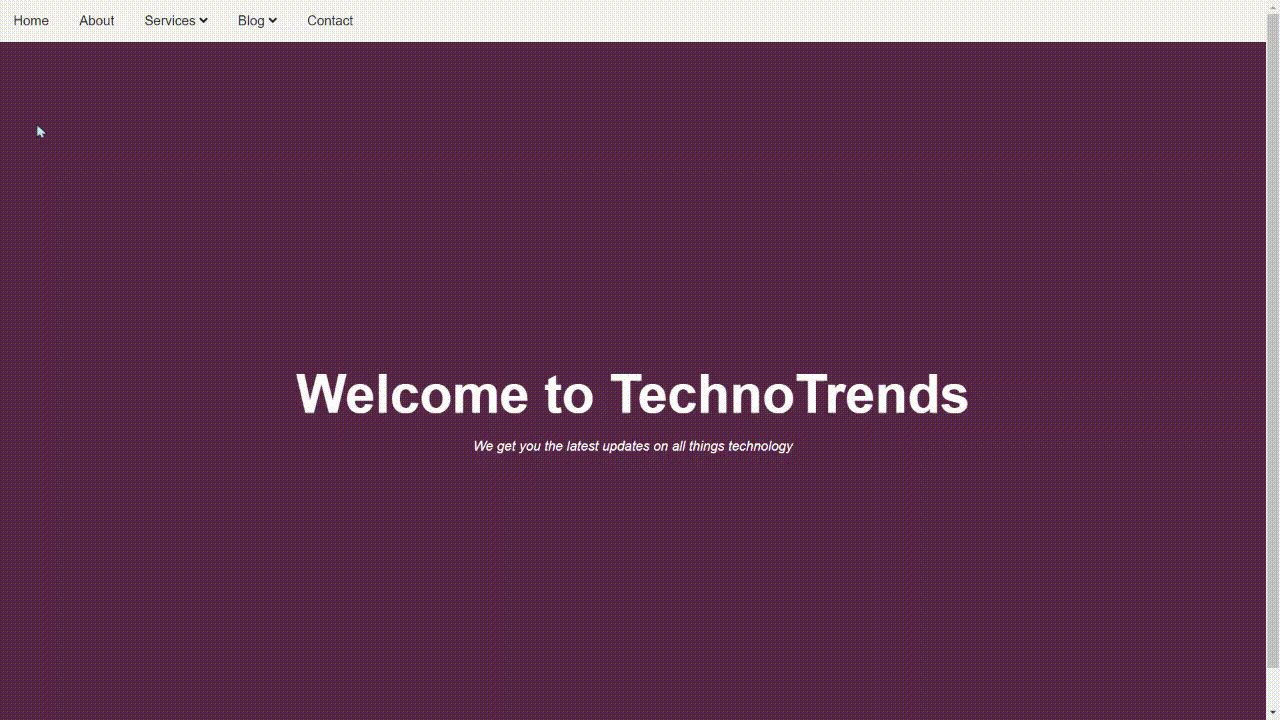 Home About Services Blog Contact
Welcome to TechnoTrends
We get you the latest updates on all things technology